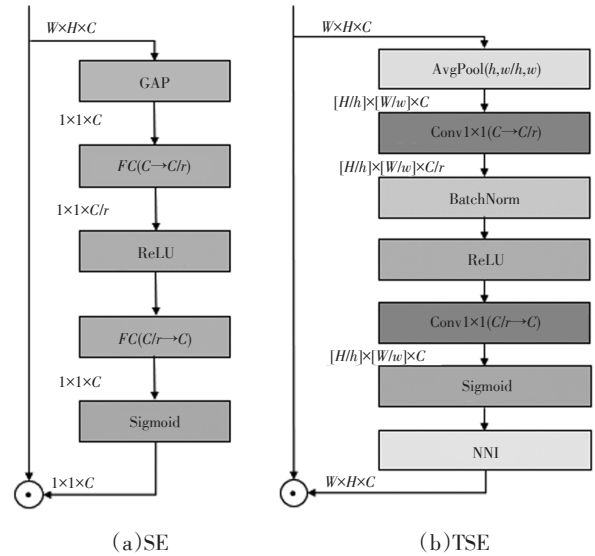 W×H×C
GAP
1×1×C
FC(C→C/r)
1×1×C/r
ReLU
FC(C/r→C)
1×1×C
Sigmoid
1×1×C
(a)SE
W×H×C
AvgPool(h,w/h,w)
[H/h]×[W/w]×C
Conv1×1(C→C/r)
[H/h]×[W/w]×C/r
BatchNorm
ReLU
Conv1×1(C/r→C)
[H/h]×[W/w]×C
Sigmoid
NNI
W×H×C
(b)TSE